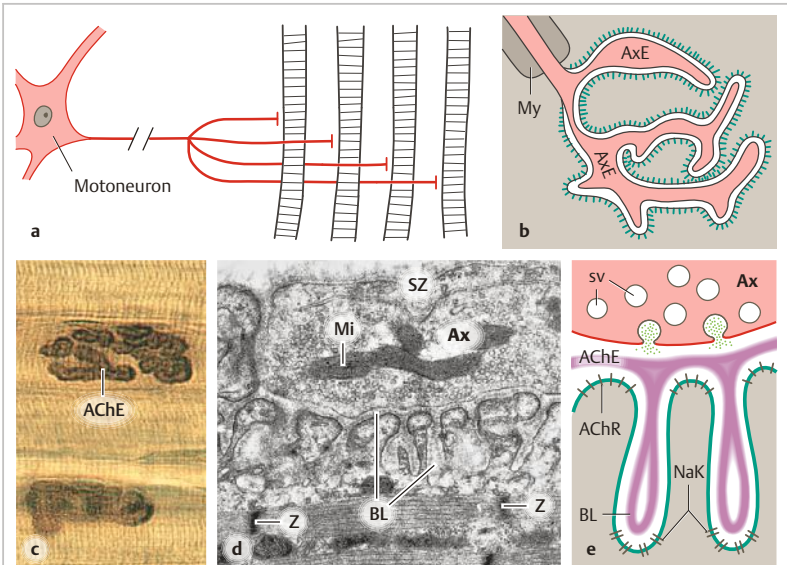 Motoneuron
a
AxE
My
AxE
b
AChE
c
SZ
Mi
Ax
Z
BL
Z
d
sv
Ax
AChE
AChR
NaK
BL
e